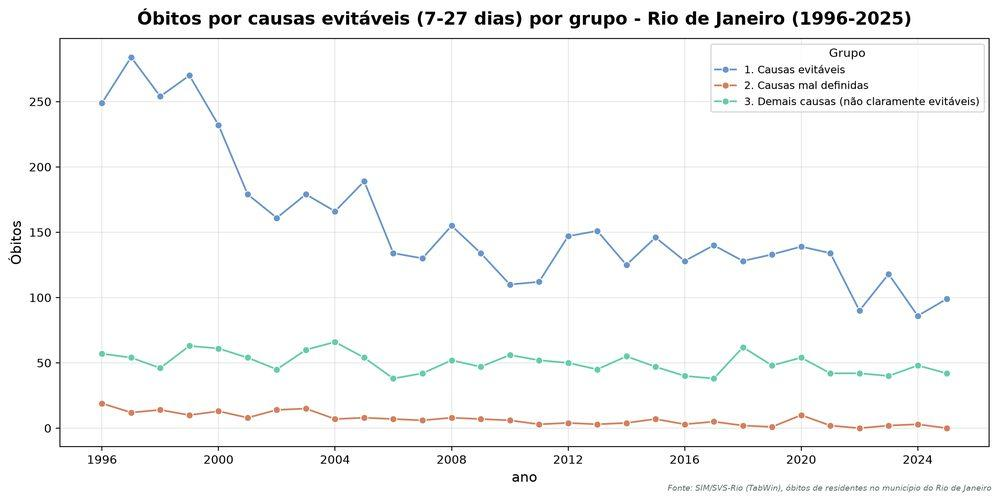 Óbitos por causas evitáveis (7-27 dias) por grupo - Rio de Janeiro (1996-2025)
Grupo
1. Causas evitáveis
2. Causas mal definidas
3. Demais causas (não claramente evitáveis)
Óbitos
250
200
150
100
50
0
1996
2000
2004
2008
2012
2016
2020
2024
ano
Fonte: SIM/SVS-Rio (TabWin), óbitos de residentes no município do Rio de Janeiro